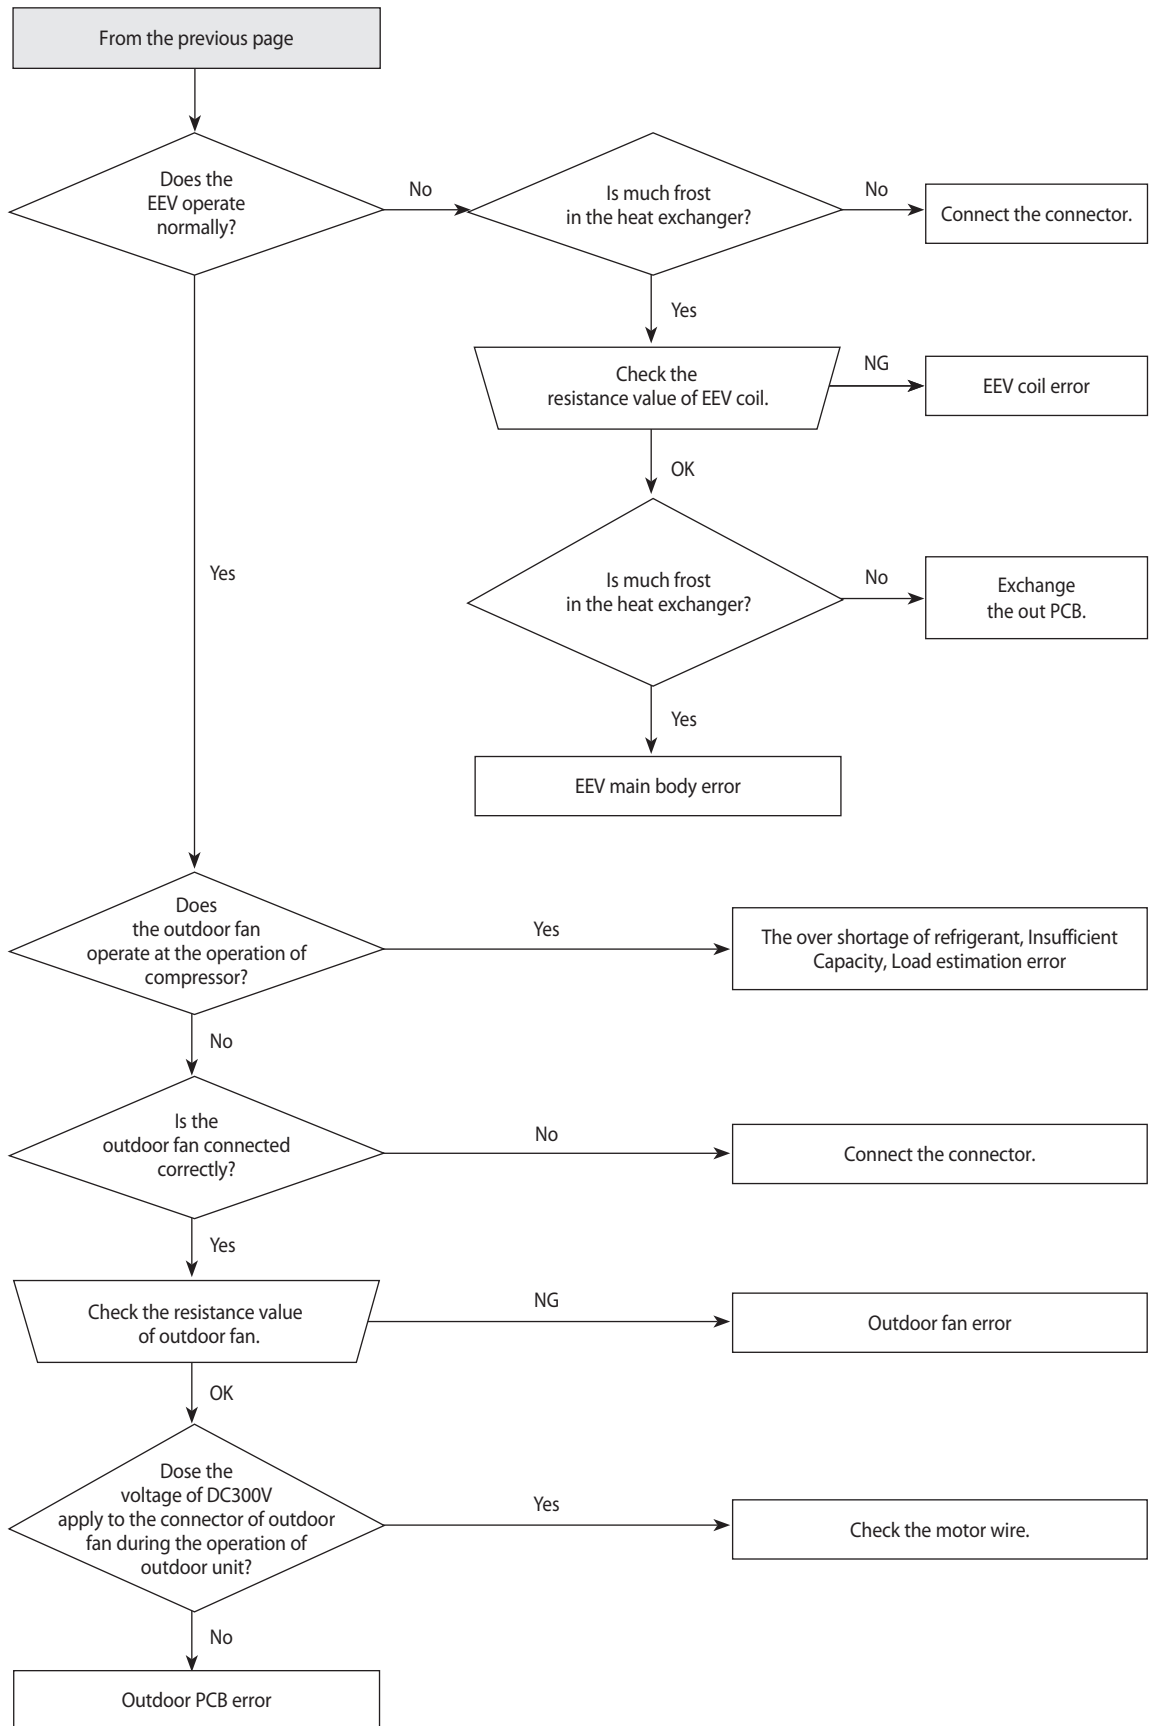 From the previous page
Does the
EEV operate
normally?
No
Is much frost
in the heat exchanger?
No
Connect the connector.
Yes
Check the
resistance value of EEV coil.
NG
EEV coil error
OK
Is much frost
in the heat exchanger?
No
Exchange
the out PCB.
Yes
EEV main body error
Yes
Does
the outdoor fan
operate at the operation of
compressor?
Yes
The over shortage of refrigerant, Insufficient
Capacity, Load estimation error
No
Is the
outdoor fan connected
correctly?
No
Connect the connector.
Yes
Check the resistance value
of outdoor fan.
NG
Outdoor fan error
OK
Dose the
voltage of DC300V
apply to the connector of outdoor
fan during the operation of
outdoor unit?
Yes
Check the motor wire.
No
Outdoor PCB error